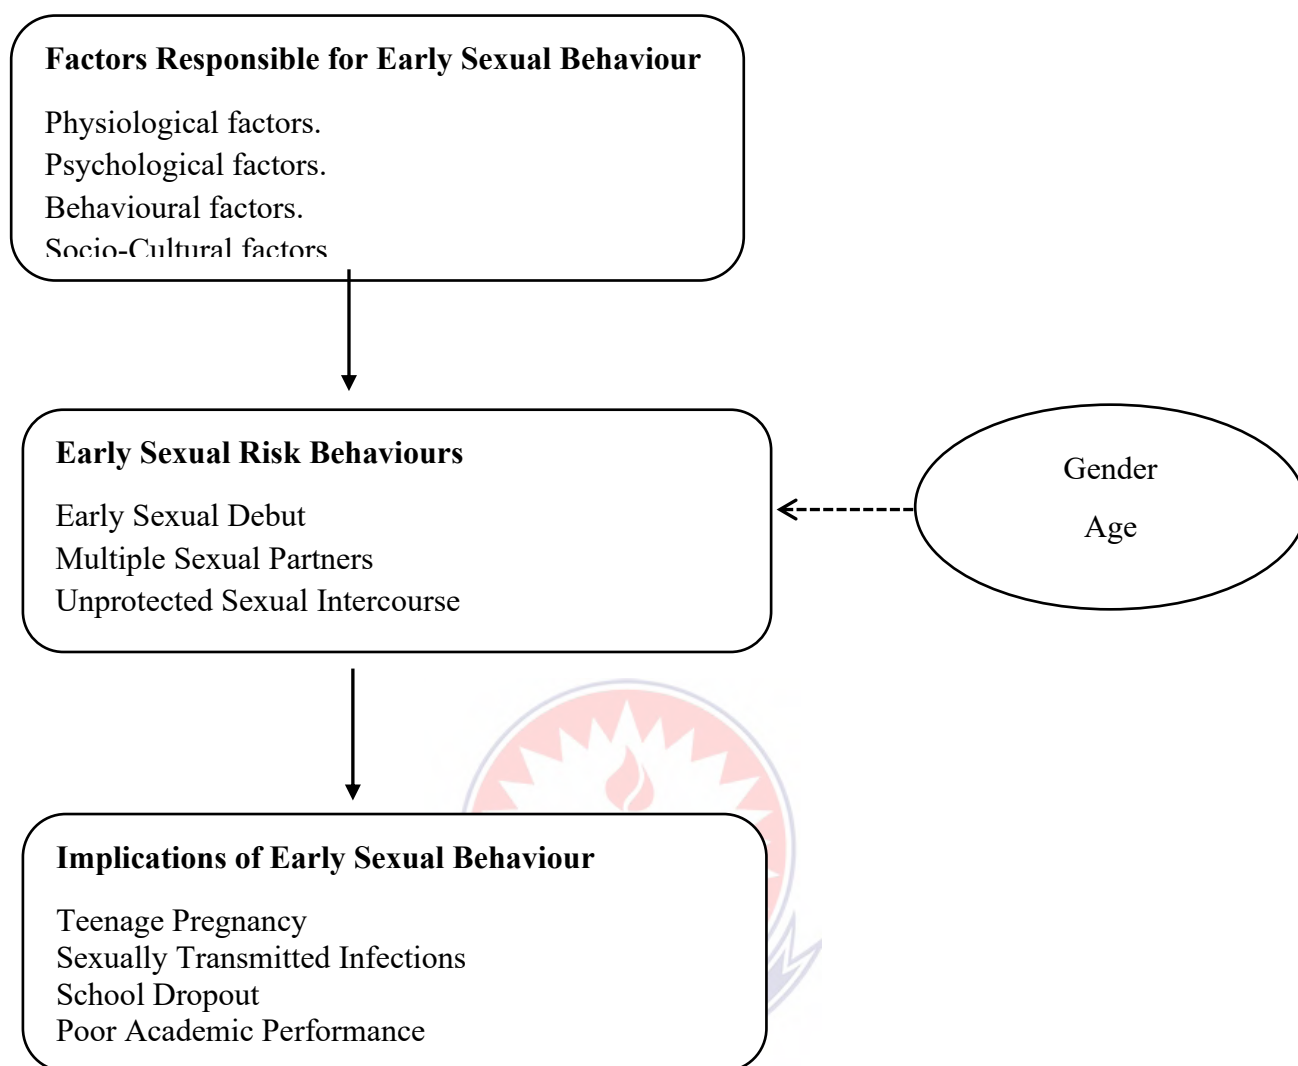 Factors Responsible for Early Sexual Behaviour
Physiological factors.
Psychological factors.
Behavioural factors.
Socio-Cultural factors
Early Sexual Risk Behaviours
Early Sexual Debut
Multiple Sexual Partners
Unprotected Sexual Intercourse
Gender
Age
Implications of Early Sexual Behaviour
Teenage Pregnancy
Sexually Transmitted Infections
School Dropout
Poor Academic Performance